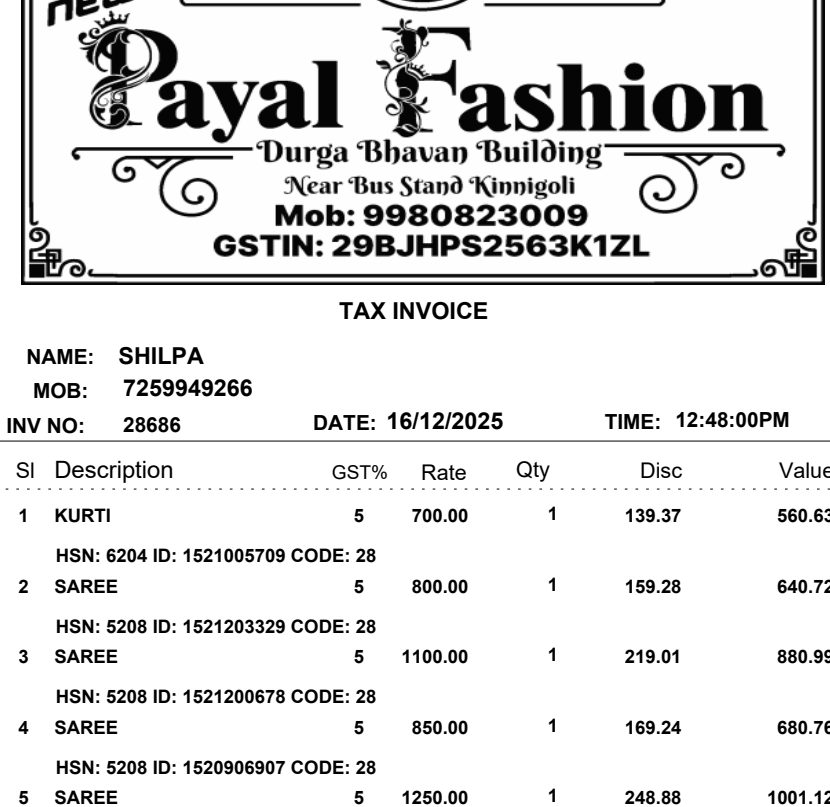 new
Payal Fashion
Durga Bhavan Building
Near Bus Stand Kinnigoli
Mob: 9980823009
GSTIN: 29BJHPS2563K1ZL
TAX INVOICE
NAME: SHILPA
MOB: 7259949266
INV NO: 28686 DATE: 16/12/2025 TIME: 12:48:00PM
Sl Description GST% Rate Qty Disc Value
1 KURTI 5 700.00 1 139.37 560.63
HSN: 6204 ID: 1521005709 CODE: 28
2 SAREE 5 800.00 1 159.28 640.72
HSN: 5208 ID: 1521203329 CODE: 28
3 SAREE 5 1100.00 1 219.01 880.99
HSN: 5208 ID: 1521200678 CODE: 28
4 SAREE 5 850.00 1 169.24 680.76
HSN: 5208 ID: 1520906907 CODE: 28
5 SAREE 5 1250.00 1 248.88 1001.12